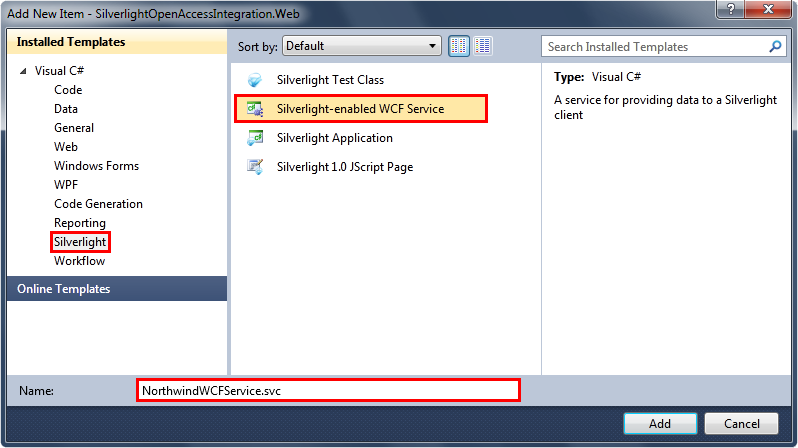 Add New Item - SilverlightOpenAccessIntegration.Web
Installed Templates
Sort by:
Default
Search Installed Templates
Visual C#
Code
Data
General
Web
Windows Forms
WPF
Code Generation
Reporting
Silverlight
Workflow
Online Templates
Silverlight Test Class
Silverlight-enabled WCF Service
Silverlight Application
Silverlight 1.0 JScript Page
Type: Visual C#
A service for providing data to a Silverlight
client
Name:
NorthwindWCFService.svc
Add
Cancel